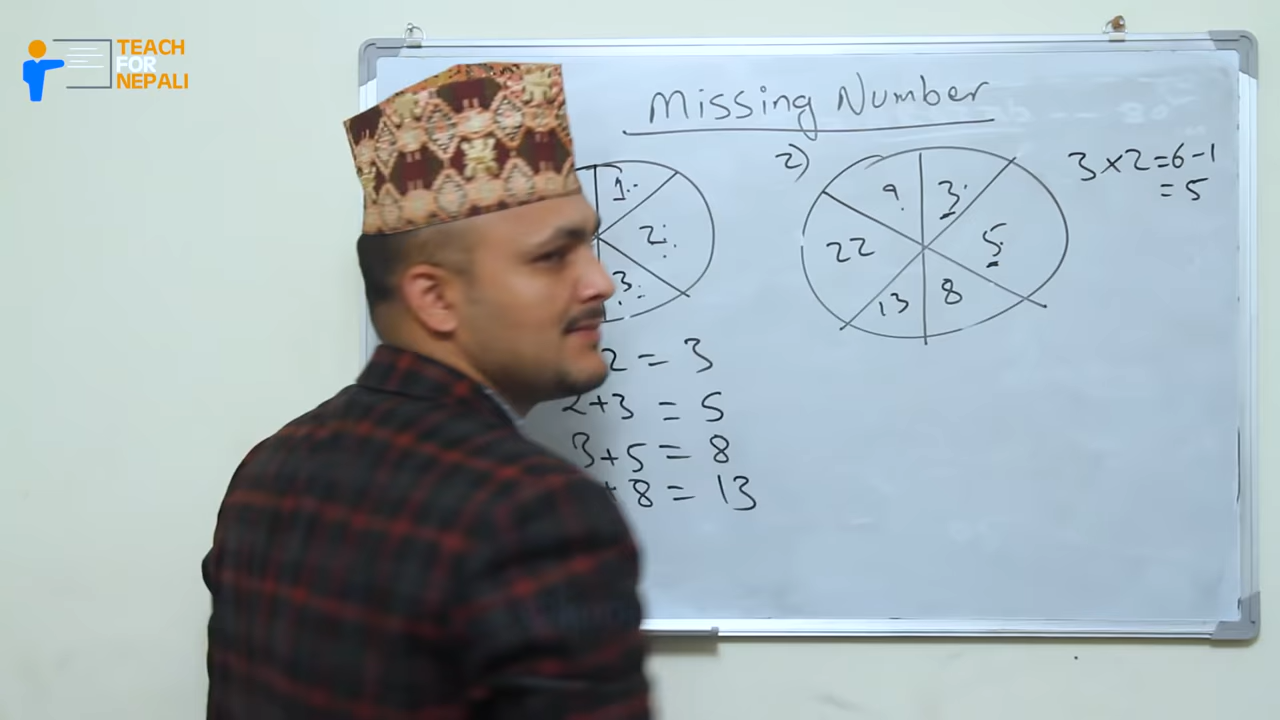 TEACH
FOR
NEPALI
Missing Number
1
2
3
2 = 3
2+3 = 5
3+5 = 8
+ 8 = 13
2)
?
3
5
8
13
22
3×2=6-1
=5